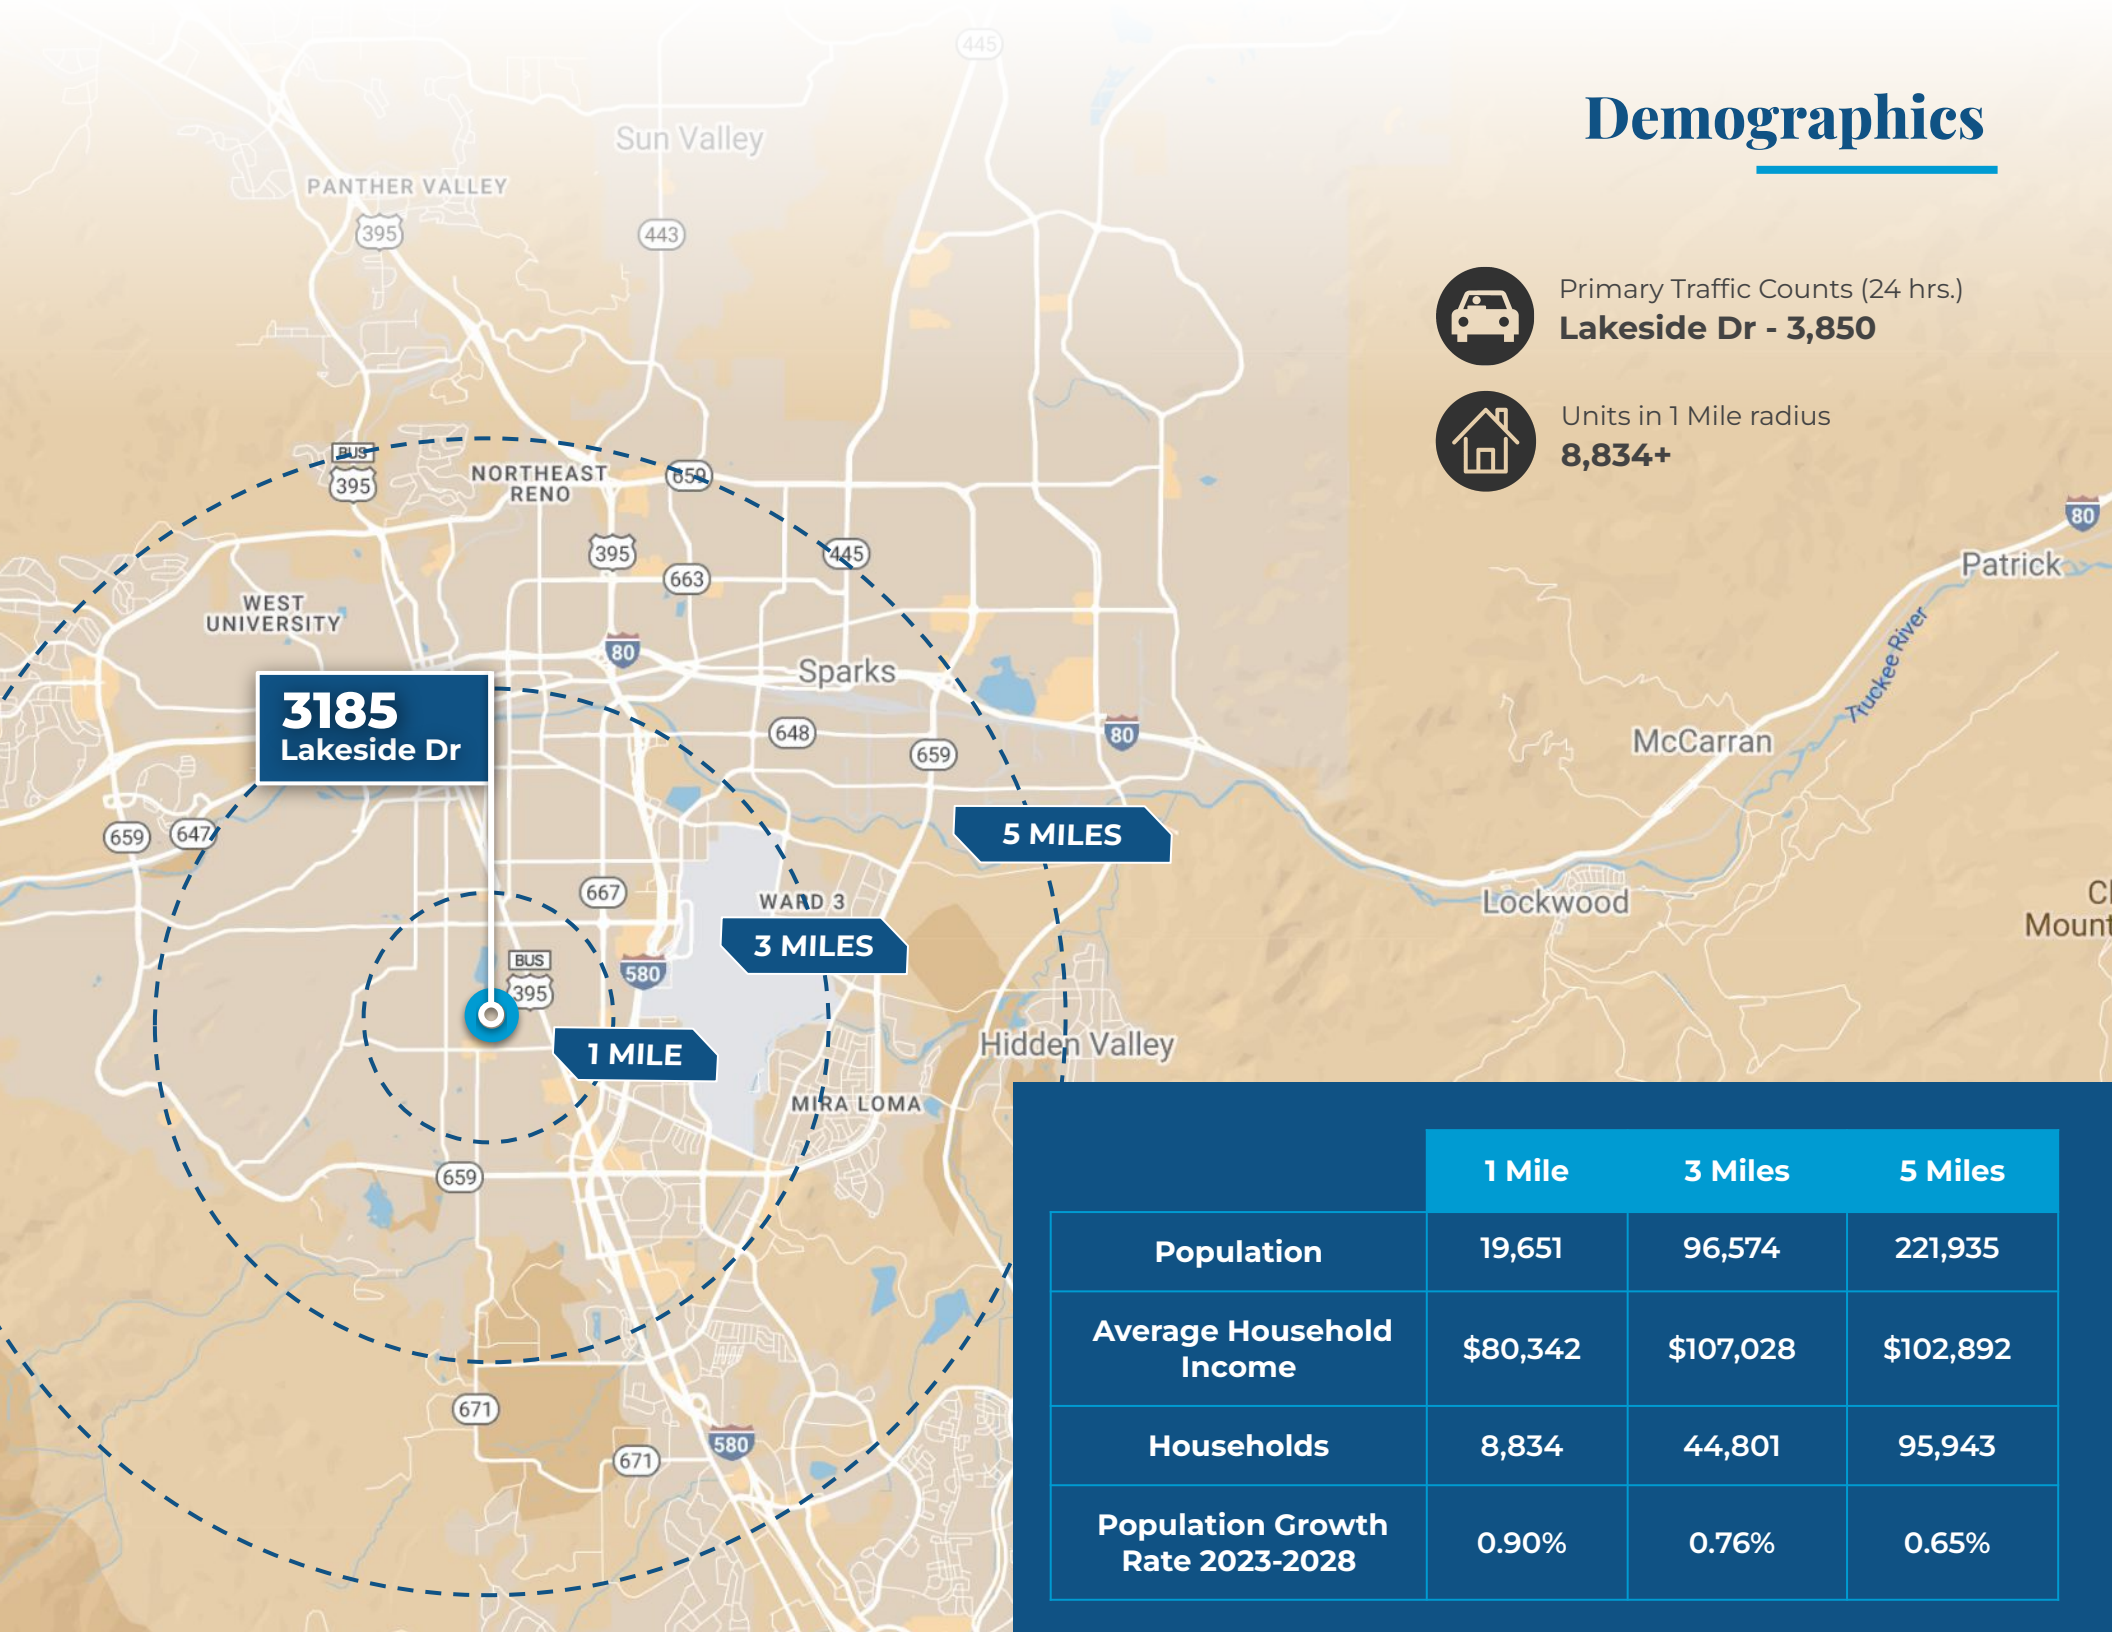 445
Demographics
Sun Valley
PANTHER VALLEY
395
443
Primary Traffic Counts (24 hrs.)
Lakeside Dr - 3,850
Units in 1 Mile radius
8,834+
BUS
395
NORTHEAST
RENO
659
395
663
445
80
Patrick
WEST
UNIVERSITY
80
Sparks
Truckee River
3185
Lakeside Dr
648
659
80
McCarran
659
647
5 MILES
667
WARD 3
Lockwood
Cl
Mount
3 MILES
BUS
395
580
1 MILE
Hidden Valley
MIRA LOMA
659
671
671
580
1 Mile 3 Miles 5 Miles
Population 19,651 96,574 221,935
Average Household
Income $80,342 $107,028 $102,892
Households 8,834 44,801 95,943
Population Growth
Rate 2023-2028 0.90% 0.76% 0.65%